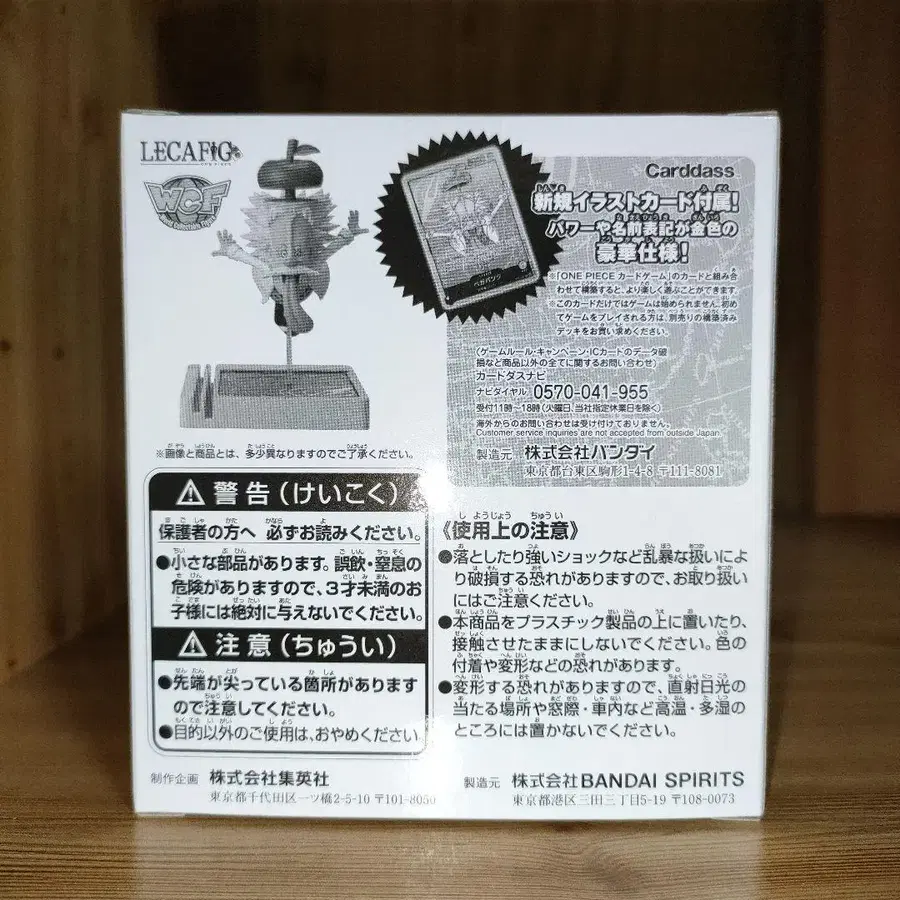 LECAFIG
WCF
World Collectable Figure
ベガパンク
Carddass
新規イラストカード付属!
パワーや名前表記が金色の
豪華仕様!
※「ONE PIECE カードゲーム」のカードと組み合
わせて構築すると、より楽しく遊ぶことができます。
※このカードだけではゲームは始められません。初め
てゲームをプレイされる方は、別売りの構築済み
デッキをお買い求めください。
(ゲームルール・キャンペーン・ICカードのデータ破
損など商品以外の全てに関するお問い合わせ)
カードダスナビ
ナビダイヤル 0570-041-955
受付11時~18時(火曜日、当社指定休業日を除く)
海外からのお問い合わせは受け付けておりません。
Customer service inquiries are not accepted from outside Japan
製造元 株式会社バンダイ
東京都台東区駒形1-4-8 〒111-8081
※画像と商品とは、多少異なりますのでご了承ください。
⚠警告(けいこく)
保護者の方へ 必ずお読みください。
●小さな部品があります。誤飲・窒息の
危険がありますので、3才未満のお
子様には絶対に与えないでください。
⚠注意(ちゅうい)
●先端が尖っている箇所があります
ので注意してください。
●目的以外のご使用は、おやめください
《使用上の注意》
●落としたり強いショックなど乱暴な扱いによ
り破損する恐れがありますので、お取り扱い
にはご注意ください。
●本商品をプラスチック製品の上に置いたり、
接触させたままにしないでください。色の
付着や変形などの恐れがあります。
●変形する恐れがありますので、直射日光の
当たる場所や窓際・車内など高温・多湿の
ところには置かないでください。
制作企画 株式会社集英社
東京都千代田区一ツ橋2-5-10 〒101-8050
製造元 株式会社BANDAI SPIRITS
東京都港区三田三丁目5-19 〒108-0073